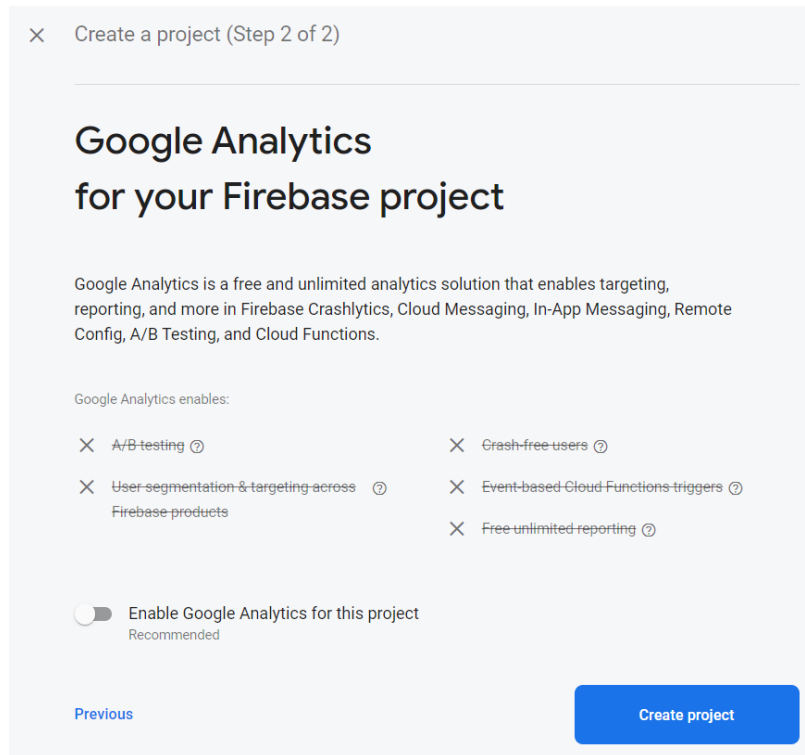 Create a project (Step 2 of 2)
Google Analytics
for your Firebase project
Google Analytics is a free and unlimited analytics solution that enables targeting,
reporting, and more in Firebase Crashlytics, Cloud Messaging, In-App Messaging, Remote
Config, A/B Testing, and Cloud Functions.
Google Analytics enables:
A/B testing
User segmentation & targeting across
Firebase products
Crash-free users
Event-based Cloud Functions triggers
Free unlimited reporting
Enable Google Analytics for this project
Recommended
Previous
Create project